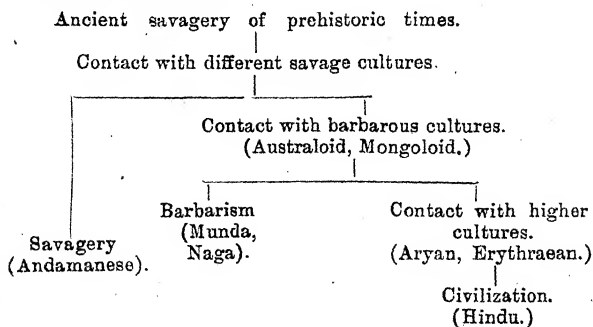 Ancient savagery of prehistoric times.
Contact with different savage cultures.
Contact with barbarous cultures.
(Australoid, Mongoloid.)
Barbarism
(Munda,
Naga).
Contact with higher
cultures.
(Aryan, Erythraean.)
Savagery
(Andamanese).
Civilization.
(Hindu.)